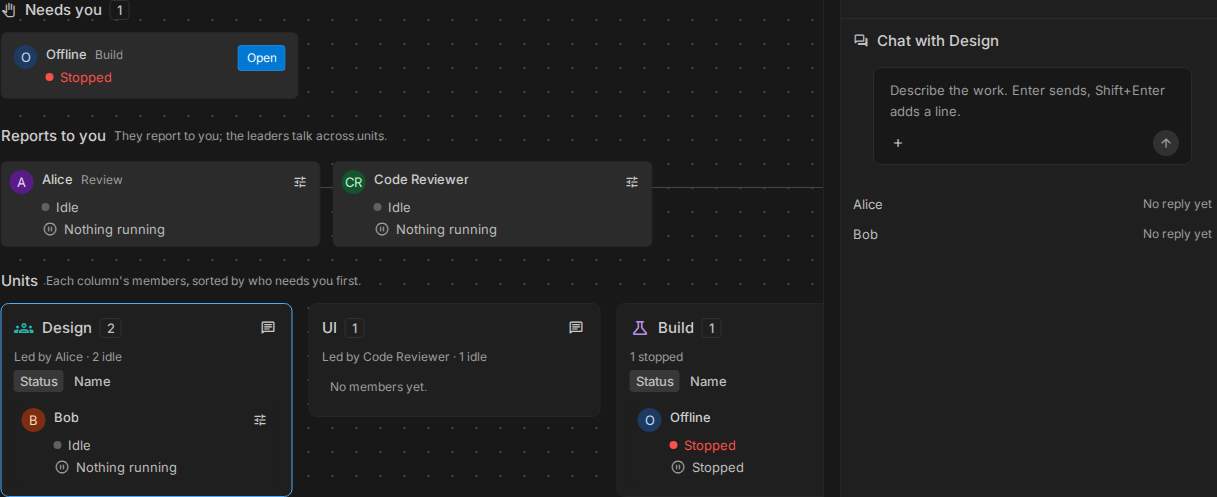 Needs you 1
O Offline Build
Open
Stopped
Reports to you They report to you; the leaders talk across units.
A Alice Review
Idle
Nothing running
CR Code Reviewer
Idle
Nothing running
Units Each column's members, sorted by who needs you first.
Design 2
Led by Alice · 2 idle
Status Name
B Bob
Idle
Nothing running
UI 1
Led by Code Reviewer · 1 idle
No members yet.
Build 1
1 stopped
Status Name
O Offline
Stopped
Stopped
Chat with Design
Describe the work. Enter sends, Shift+Enter
adds a line.
+
Alice No reply yet
Bob No reply yet